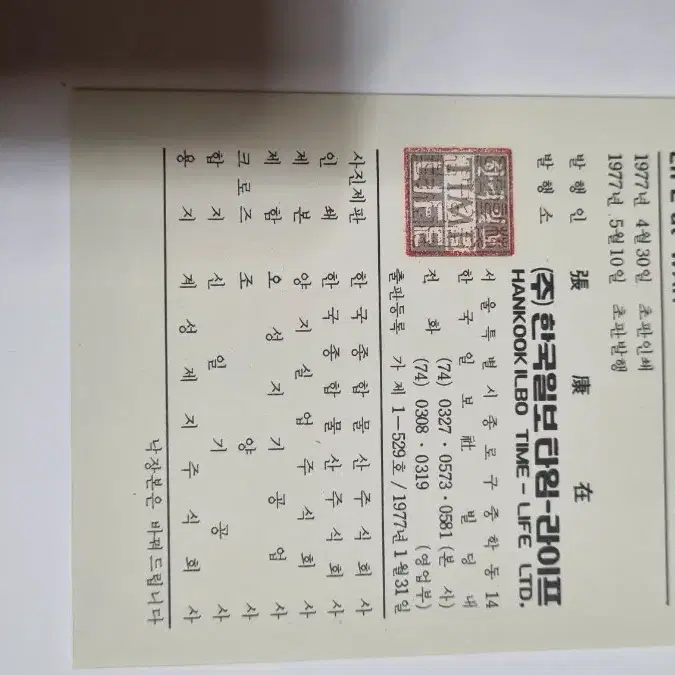 1977년 4월30일 초판인쇄
1977년 5월10일 초판발행
발행인 張康在
발행소 (주)한국일보타임-라이프
HANKOOK ILBO TIME-LIFE LTD.
서울특별시종로구중학동14
한국일보社빌딩내
전화 (74) 0327·0573·0581 (본사)
(74) 0308·0319 (영업부)
출판등록 가 제1-529호/1977년1월31일
사진제판 한국종합물산주식회사
인쇄 한국종합물산주식회사
제본 양지실업주식회사
제함 오성지기공업사
크로즈 조양사
함지 신일기공사
용지 계성제지주식회사
낙장본은 바꿔드립니다